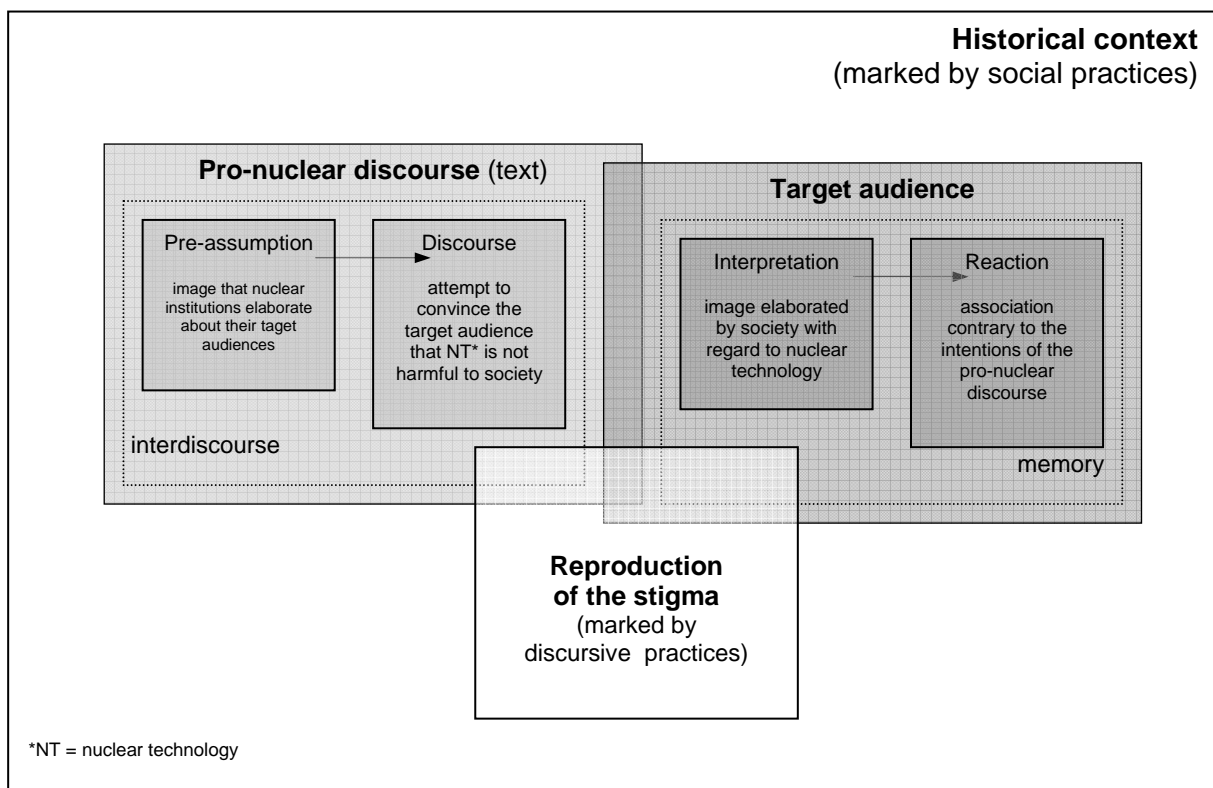 Historical context
(marked by social practices)
Pro-nuclear discourse (text)
Pre-assumption
image that nuclear
institutions elaborate
about their taget
audiences
Discourse
attempt to
convince the
target audience
that NT* is not
harmful to society
interdiscourse
Target audience
Interpretation
image elaborated
by society with
regard to nuclear
technology
Reaction
association
contrary to the
intentions of the
pro-nuclear
discourse
memory
Reproduction
of the stigma
(marked by
discursive practices)
*NT = nuclear technology